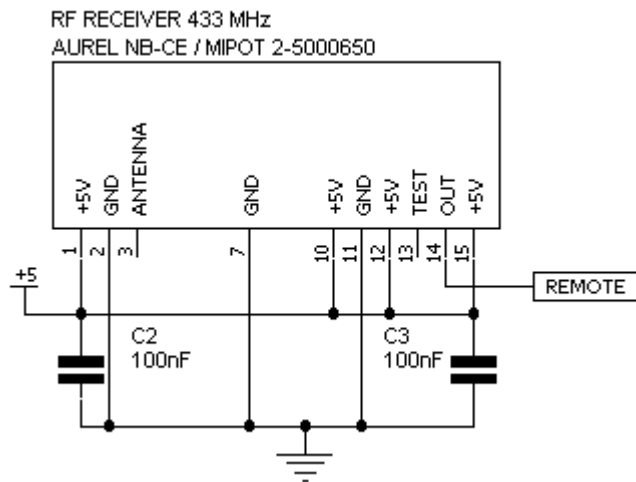 RF RECEIVER 433 MHz
AUREL NB-CE / MIPOT 2-5000650
+5V
GND
ANTENNA
GND
+5V
GND
+5V
TEST
OUT
+5V
1
2
3
7
10
11
12
13
14
15
+5
REMOTE
C2
100nF
C3
100nF